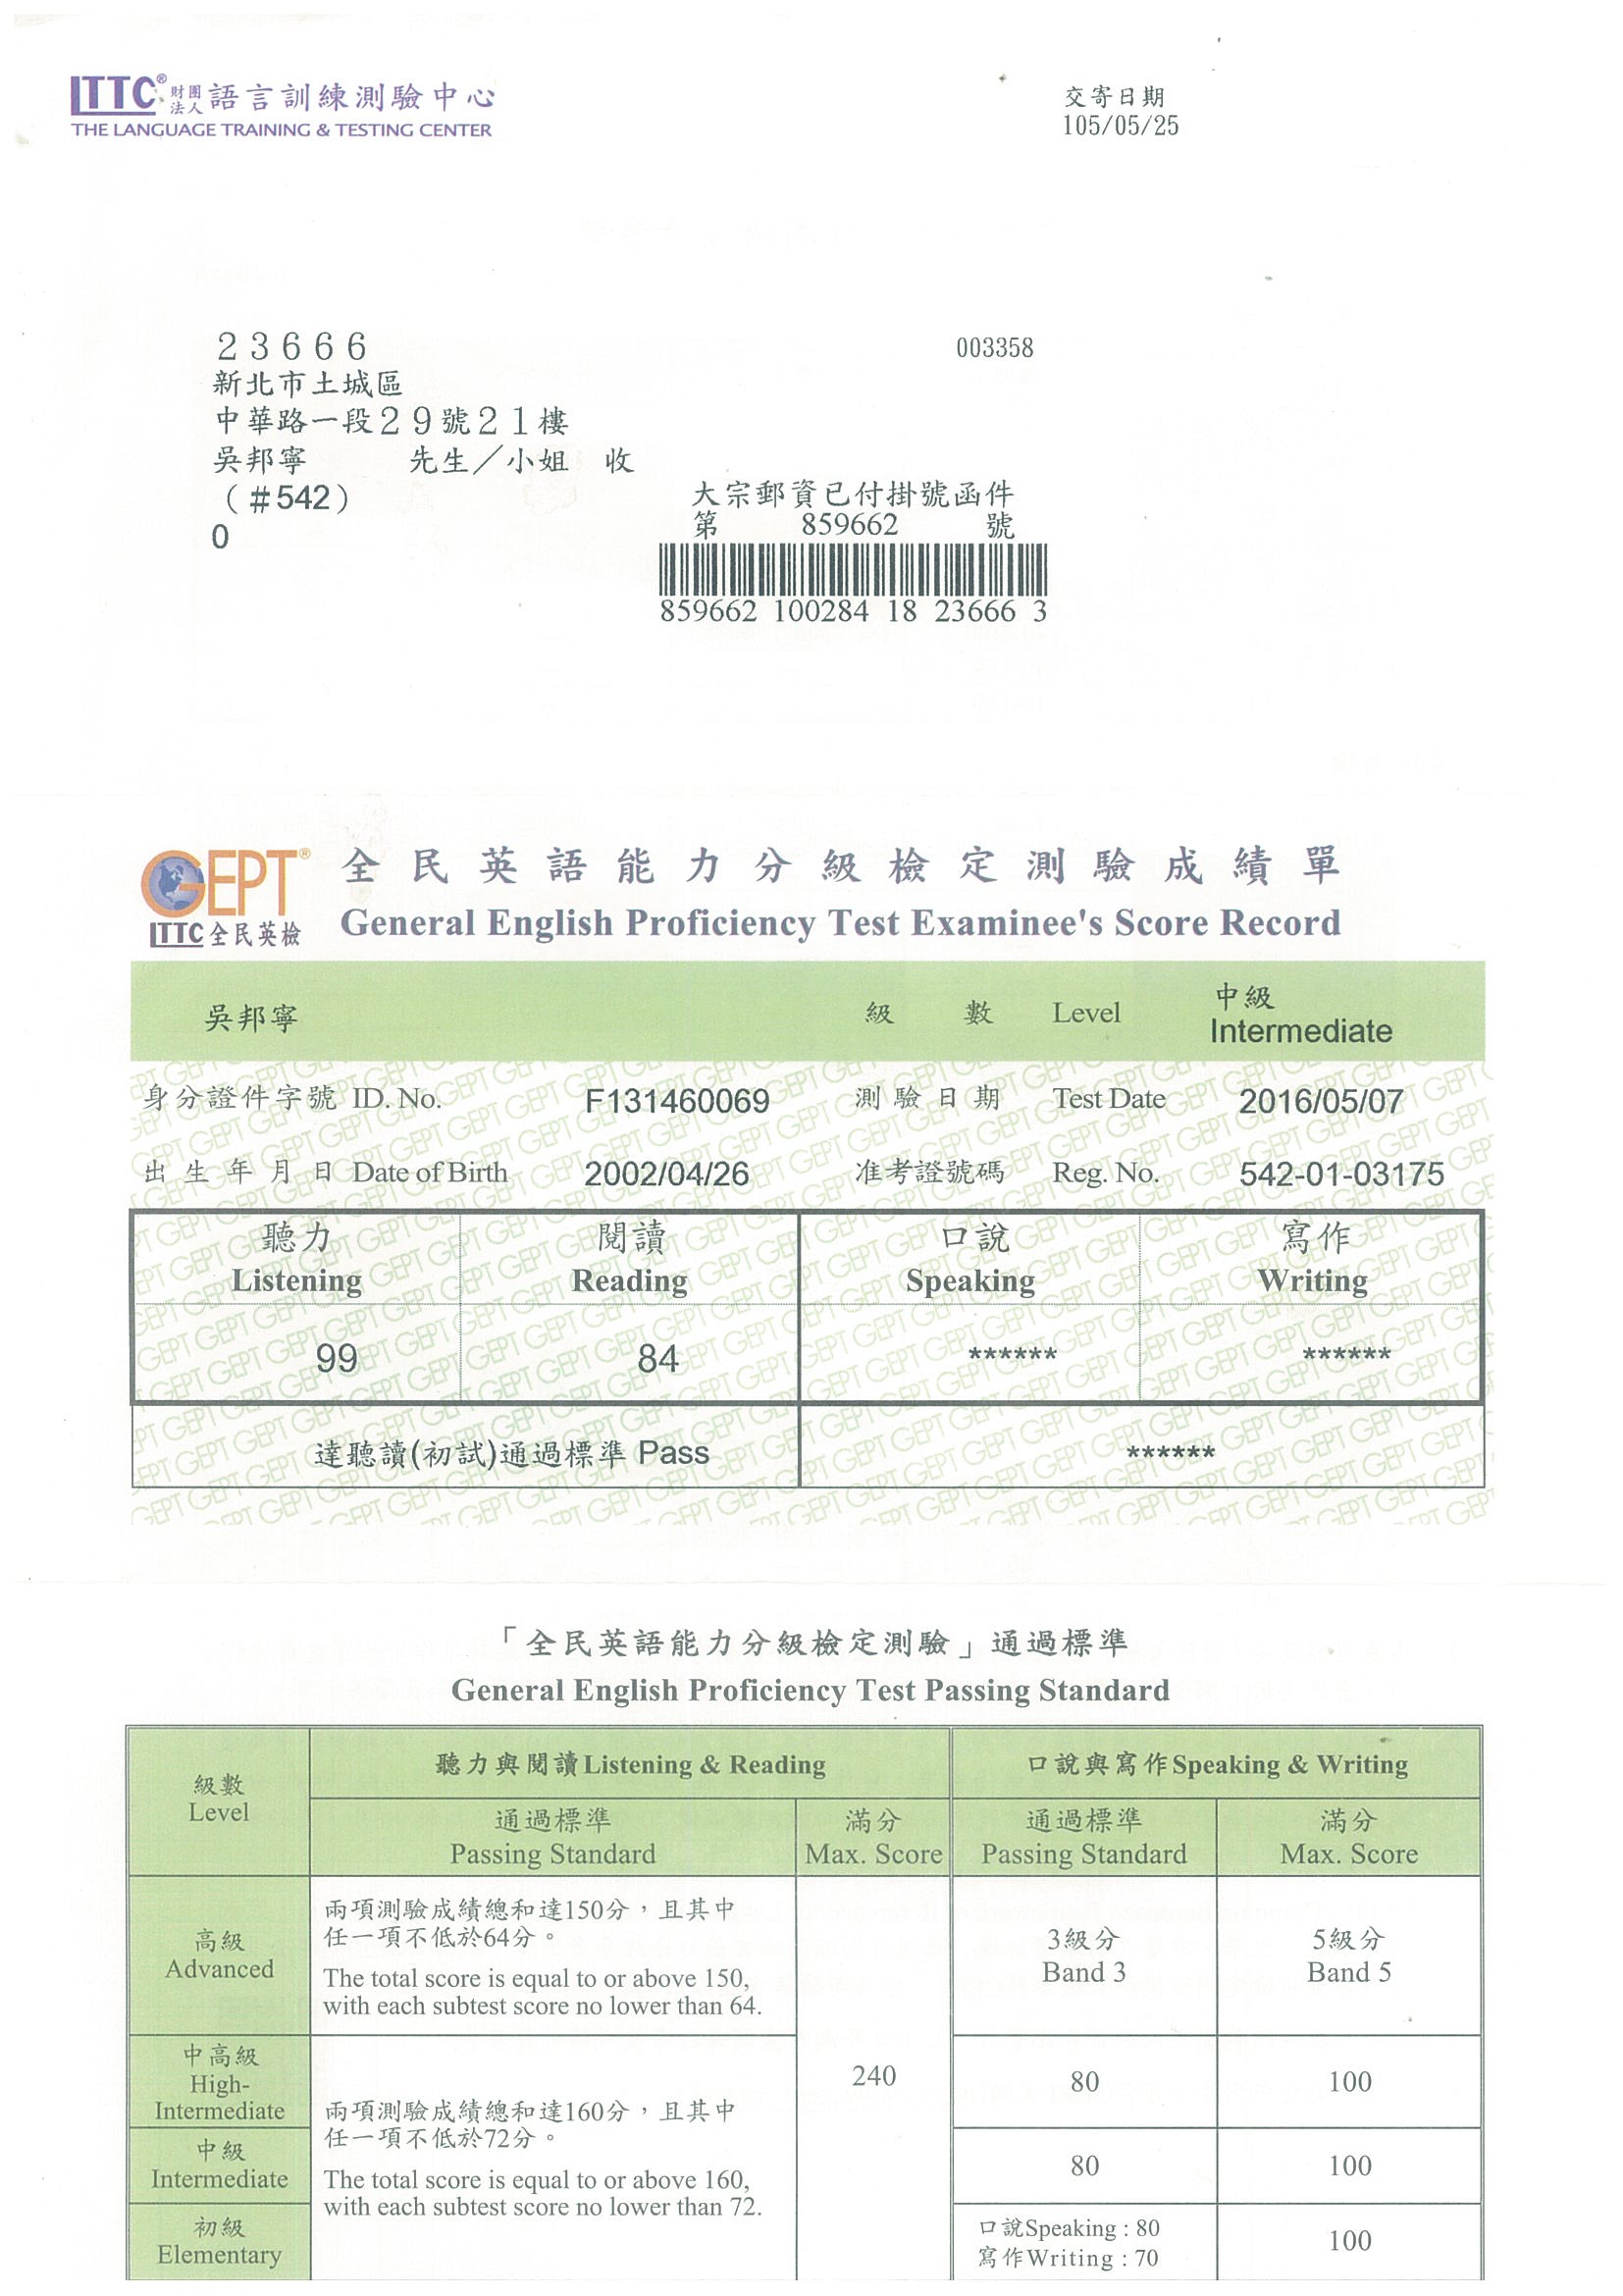 LTTC® 財團法人 語言訓練測驗中心
THE LANGUAGE TRAINING & TESTING CENTER
交寄日期
105/05/25
23666
003358
新北市土城區
中華路一段29號21樓
吳邦寧 先生/小姐 收
(#542)
0
大宗郵資已付掛號函件
第 859662 號
859662 100284 18 23666 3
GEPT®
LTTC 全民英檢
全民英語能力分級檢定測驗成績單
General English Proficiency Test Examinee's Score Record
吳邦寧 級數 Level 中級 Intermediate
身分證件字號 ID. No. F131460069 測驗日期 Test Date 2016/05/07
出生年月日 Date of Birth 2002/04/26 准考證號碼 Reg. No. 542-01-03175
聽力 閱讀 口說 寫作
Listening Reading Speaking Writing
99 84 ****** ******
達聽讀(初試)通過標準 Pass ******
「全民英語能力分級檢定測驗」通過標準
General English Proficiency Test Passing Standard
級數 Level
聽力與閱讀 Listening & Reading
口說與寫作 Speaking & Writing
通過標準 滿分 通過標準 滿分
Passing Standard Max. Score Passing Standard Max. Score
高級
Advanced
兩項測驗成績總和達150分,且其中
任一項不低於64分。
The total score is equal to or above 150,
with each subtest score no lower than 64.
3級分
Band 3
5級分
Band 5
中高級
High-
Intermediate
兩項測驗成績總和達160分,且其中
任一項不低於72分。
The total score is equal to or above 160,
with each subtest score no lower than 72.
240
80 100
中級
Intermediate
80 100
初級
Elementary
口說Speaking : 80
寫作Writing : 70
100